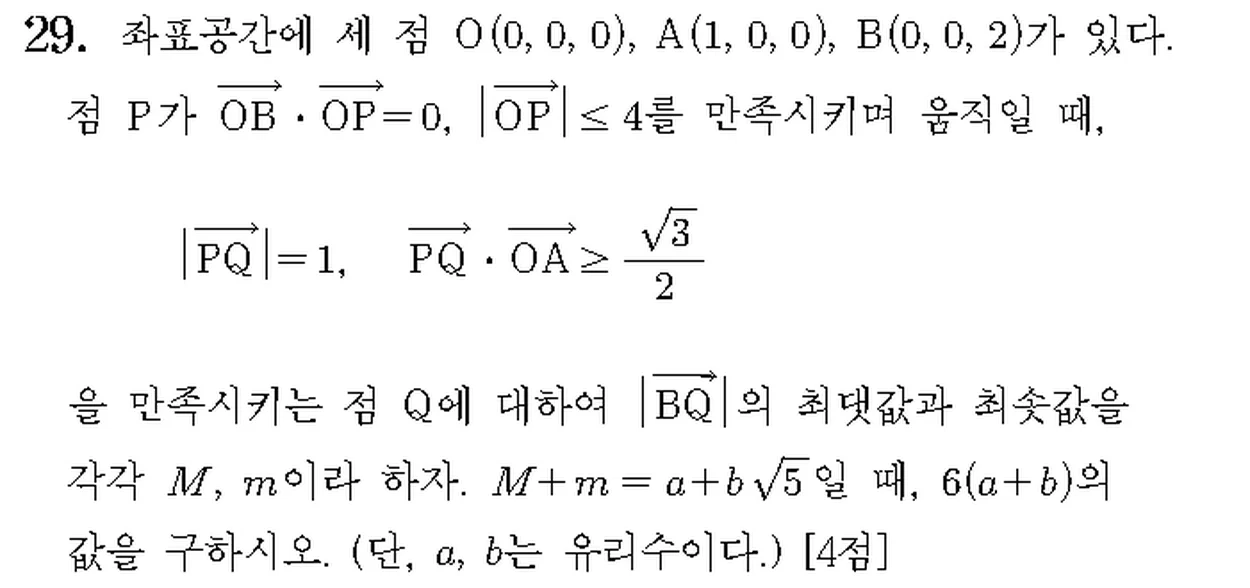 29. 좌표공간에 세 점 O(0, 0, 0), A(1, 0, 0), B(0, 0, 2)가 있다.
점 P가 $\overrightarrow{OB} \cdot \overrightarrow{OP} = 0$, $|\overrightarrow{OP}| \leq 4$를 만족시키며 움직일 때,
$|\overrightarrow{PQ}| = 1$, $\overrightarrow{PQ} \cdot \overrightarrow{OA} \geq \frac{\sqrt{3}}{2}$
을 만족시키는 점 Q에 대하여 $|\overrightarrow{BQ}|$의 최댓값과 최솟값을
각각 M, m이라 하자. $M + m = a + b\sqrt{5}$일 때, 6(a+b)의
값을 구하시오. (단, a, b는 유리수이다.) [4점]